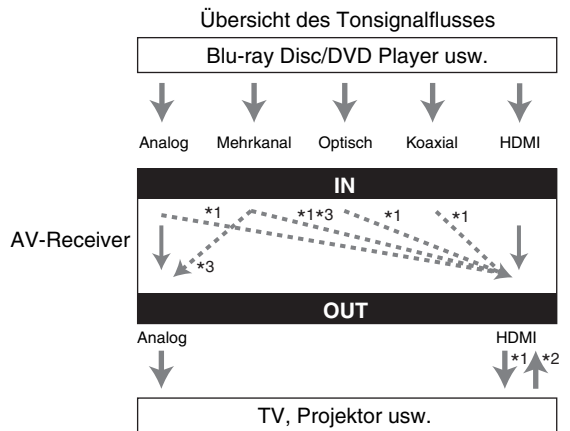 Übersicht des Tonsignalflusses
Blu-ray Disc/DVD Player usw.
Analog Mehrkanal Optisch Koaxial HDMI
IN
*1 *1*3 *1 *1
AV-Receiver
*3
OUT
Analog HDMI
*1 *2
TV, Projektor usw.